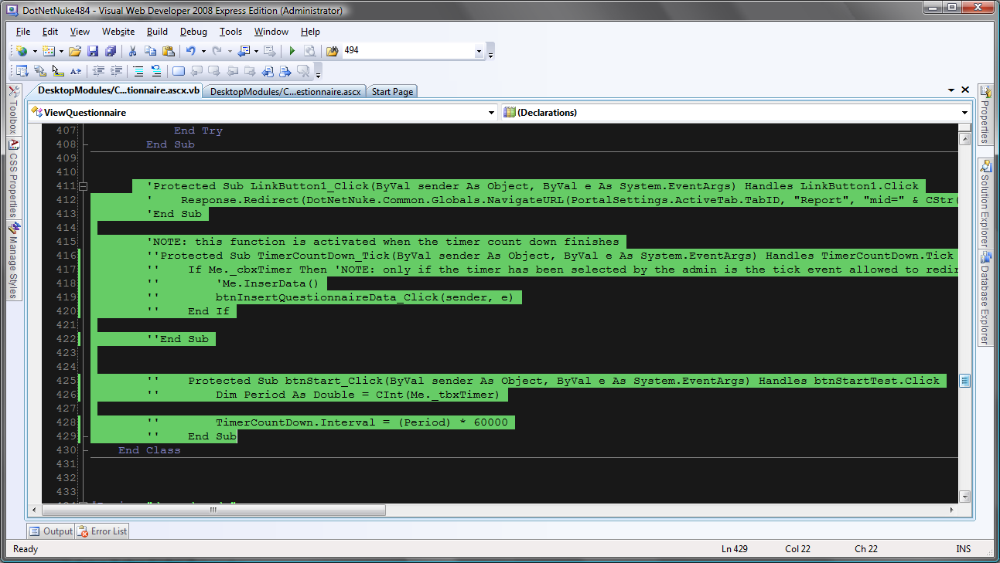 DotNetNuke484 - Visual Web Developer 2008 Express Edition (Administrator)
File Edit View Website Build Debug Tools Window Help
494
DesktopModules/C...tionnaire.ascx.vb DesktopModules/C...estionnaire.ascx Start Page
ViewQuestionnaire (Declarations)
Toolbox
CSS Properties
Manage Styles
407 End Try
408 End Sub
409
410
411 'Protected Sub LinkButton1_Click(ByVal sender As Object, ByVal e As System.EventArgs) Handles LinkButton1.Click
412 ' Response.Redirect(DotNetNuke.Common.Globals.NavigateURL(PortalSettings.ActiveTab.TabID, "Report", "mid=" & CStr(
413 'End Sub
414
415 'NOTE: this function is activated when the timer count down finishes
416 ''Protected Sub TimerCountDown_Tick(ByVal sender As Object, ByVal e As System.EventArgs) Handles TimerCountDown.Tick
417 '' If Me._cbxTimer Then 'NOTE: only if the timer has been selected by the admin is the tick event allowed to redir
418 '' 'Me.InserData()
419 '' btnInsertQuestionnaireData_Click(sender, e)
420 '' End If
421
422 ''End Sub
423
424
425 '' Protected Sub btnStart_Click(ByVal sender As Object, ByVal e As System.EventArgs) Handles btnStartTest.Click
426 '' Dim Period As Double = CInt(Me._tbxTimer)
427
428 '' TimerCountDown.Interval = (Period) * 60000
429 '' End Sub
430 End Class
431
432
433
Properties
Solution Explorer
Database Explorer
Output Error List
Ready Ln 429 Col 22 Ch 22 INS